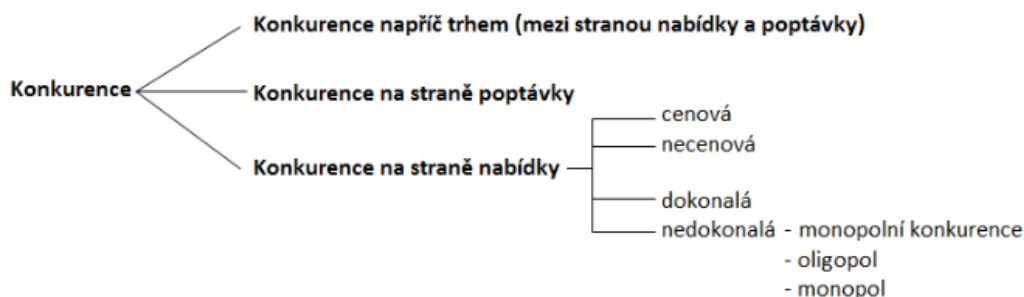 Konkurence napříč trhem (mezi stranou nabídky a poptávky)
Konkurence
Konkurence na straně poptávky
cenová
necenová
Konkurence na straně nabídky
dokonalá
nedokonalá - monopolní konkurence
- oligopol
- monopol